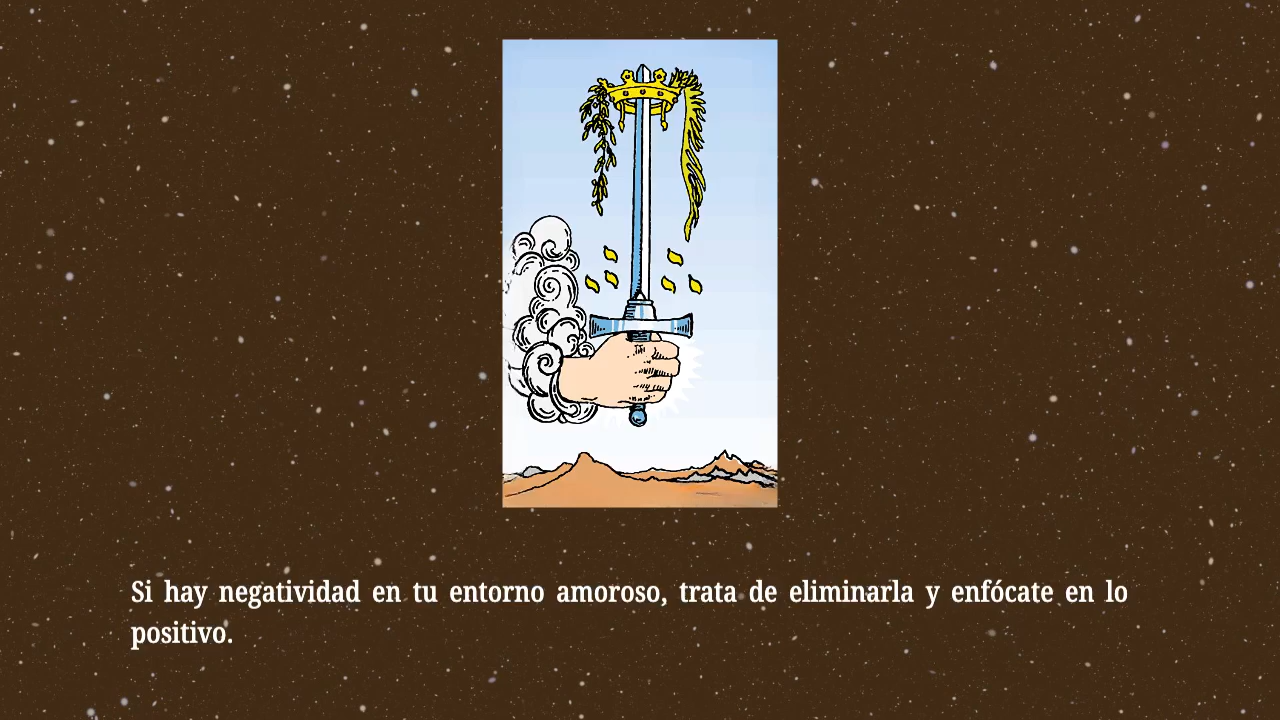 Si hay negatividad en tu entorno amoroso, trata de eliminarla y enfócate en lo
positivo.